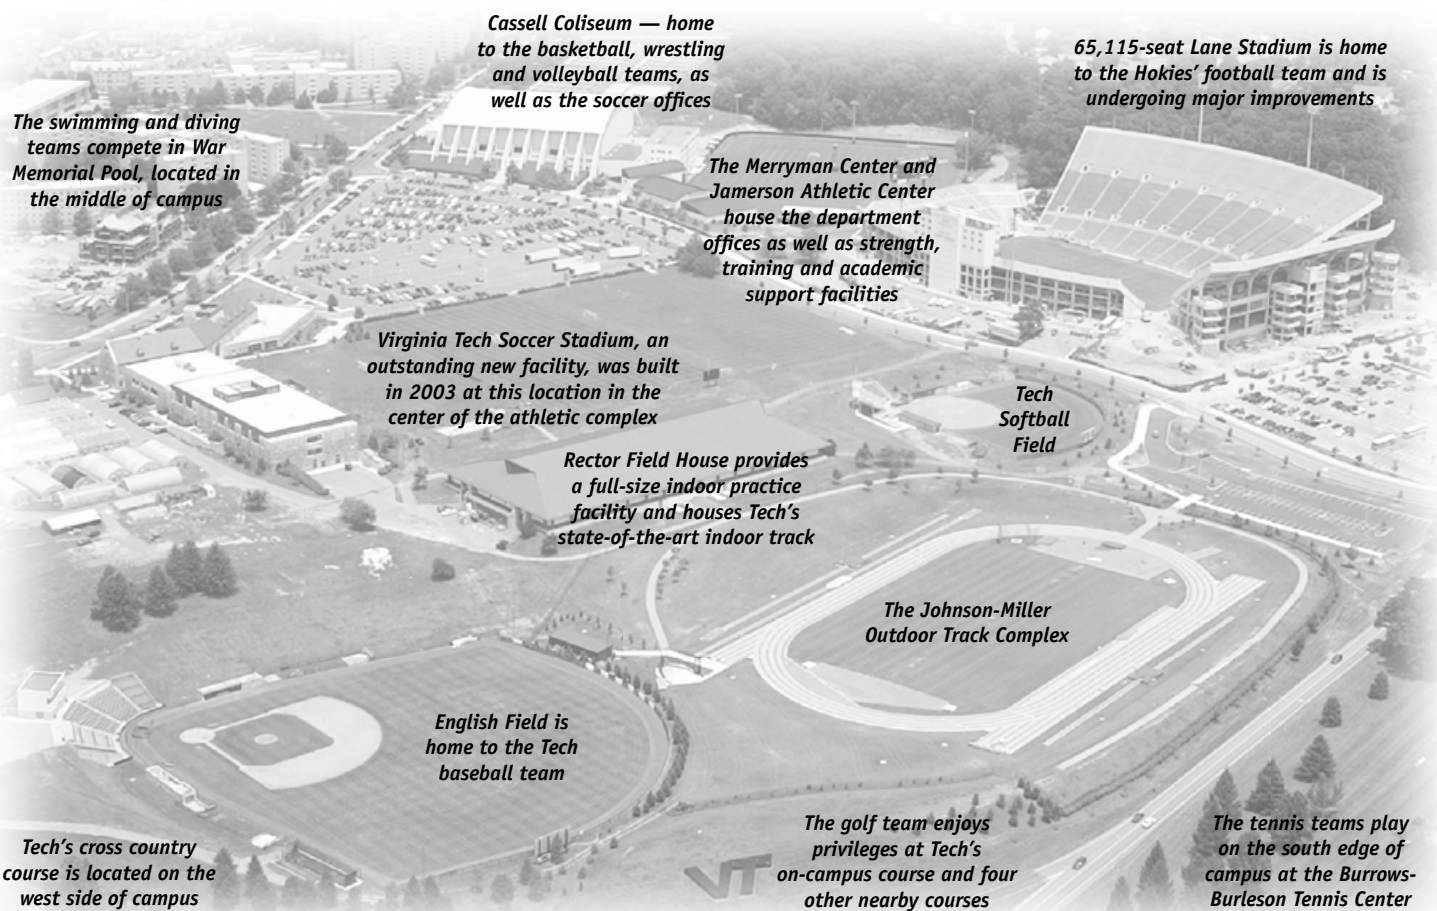 Cassell Coliseum — home
to the basketball, wrestling
and volleyball teams, as
well as the soccer offices
65,115-seat Lane Stadium is home
to the Hokies’ football team and is
undergoing major improvements
The swimming and diving
teams compete in War
Memorial Pool, located in
the middle of campus
The Merryman Center and
Jamerson Athletic Center
house the department
offices as well as strength,
training and academic
support facilities
Virginia Tech Soccer Stadium, an
outstanding new facility, was built
in 2003 at this location in the
center of the athletic complex
Tech
Softball
Field
Rector Field House provides
a full-size indoor practice
facility and houses Tech’s
state-of-the-art indoor track
The Johnson-Miller
Outdoor Track Complex
English Field is
home to the Tech
baseball team
Tech’s cross country
course is located on the
west side of campus
VT
The golf team enjoys
privileges at Tech’s
on-campus course and four
other nearby courses
The tennis teams play
on the south edge of
campus at the Burrows-
Burleson Tennis Center